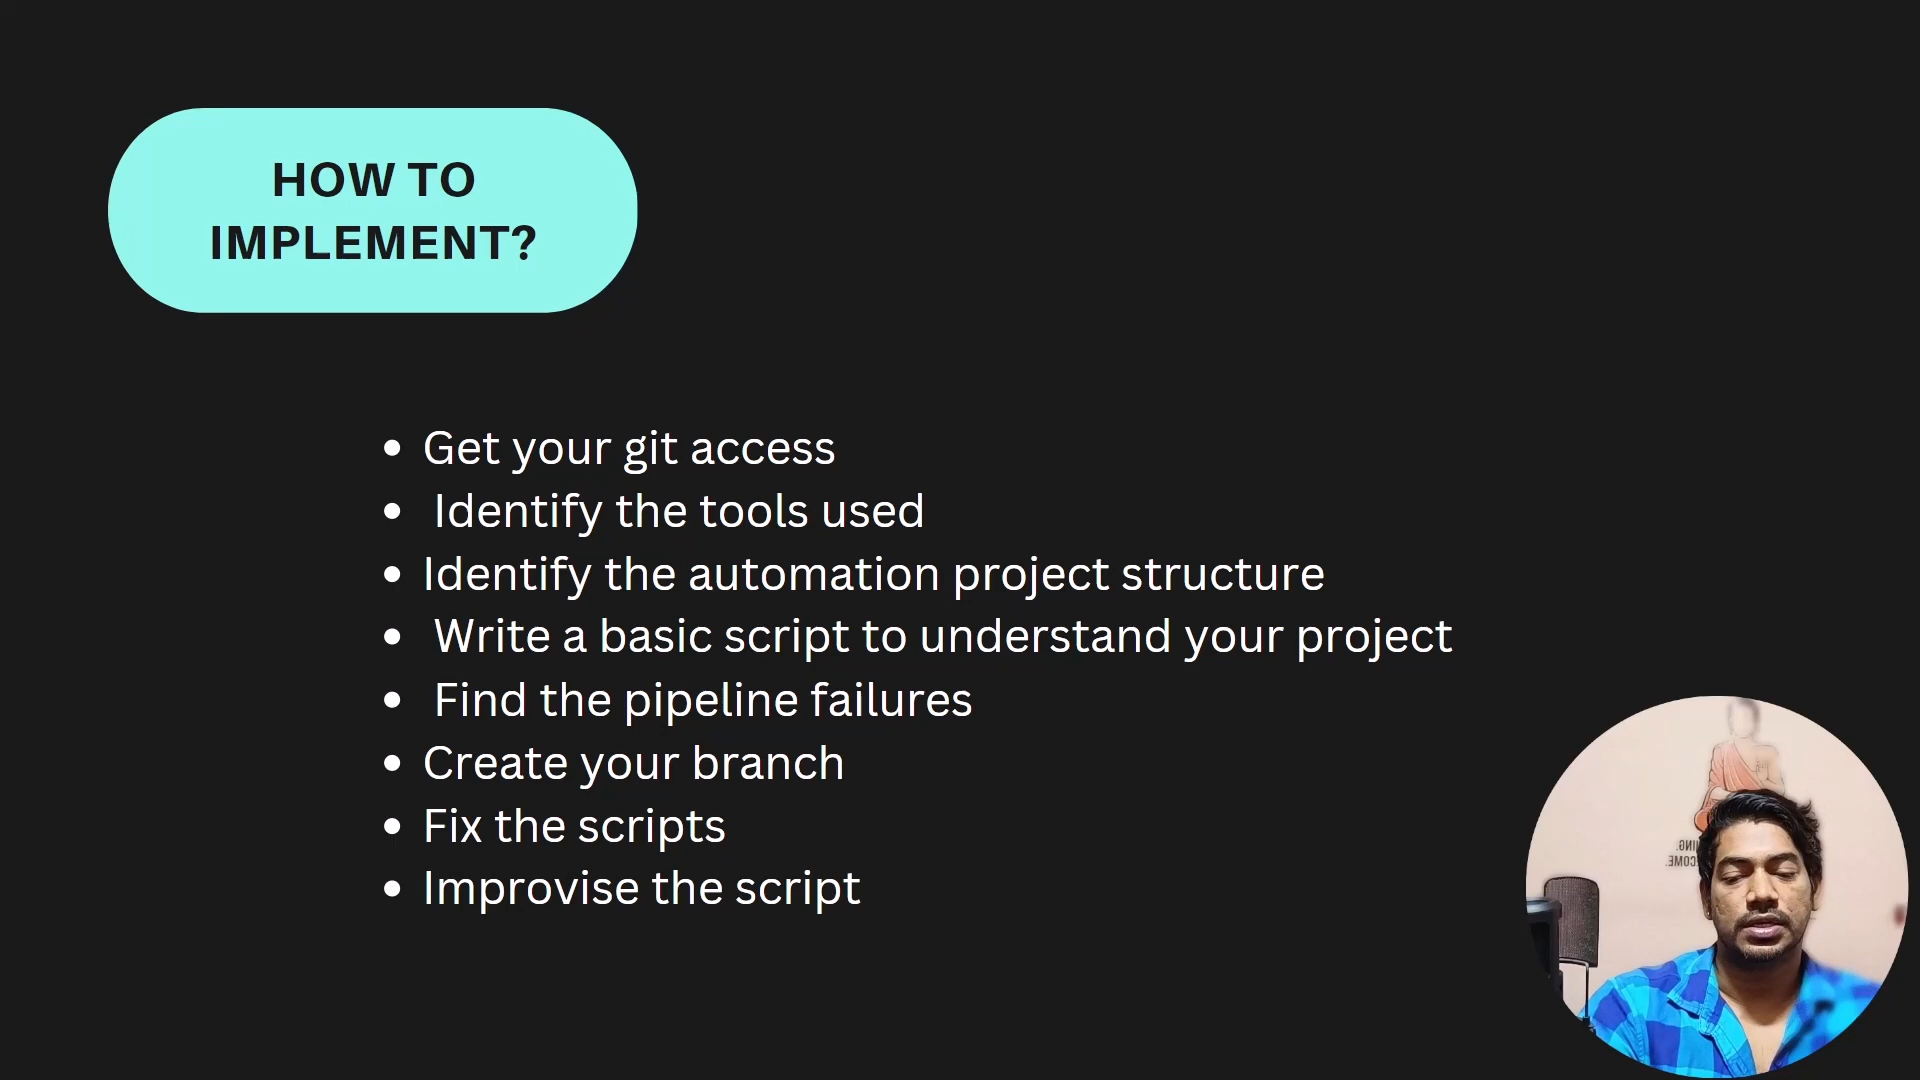 HOW TO
IMPLEMENT?
• Get your git access
• Identify the tools used
• Identify the automation project structure
• Write a basic script to understand your project
• Find the pipeline failures
• Create your branch
• Fix the scripts
• Improvise the script